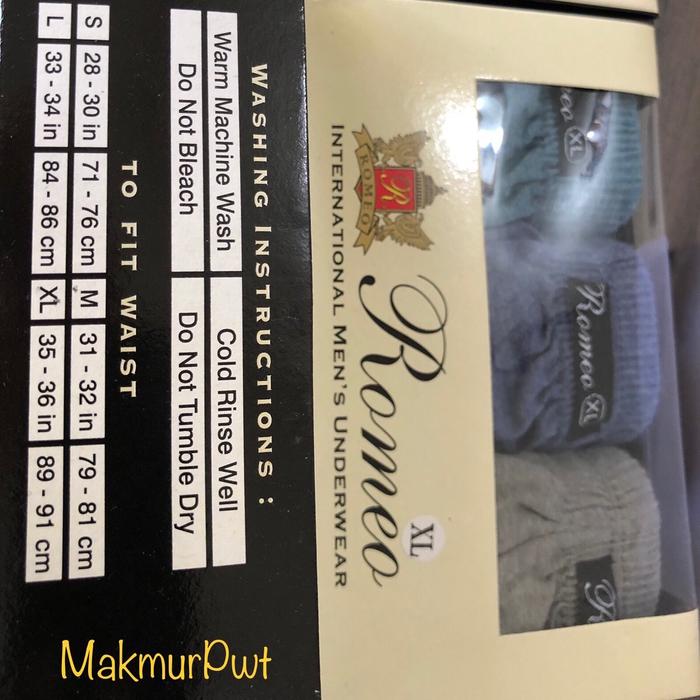 WASHING INSTRUCTIONS :
Warm Machine Wash Cold Rinse Well
Do Not Bleach Do Not Tumble Dry
TO FIT WAIST
S 28 - 30 in 71 - 76 cm M 31 - 32 in 79 - 81 cm
L 33 - 34 in 84 - 86 cm XL 35 - 36 in 89 - 91 cm
R
ROMEO
Romeo XL
INTERNATIONAL MEN'S UNDERWEAR
XL
Romeo XL
MakmurPwt